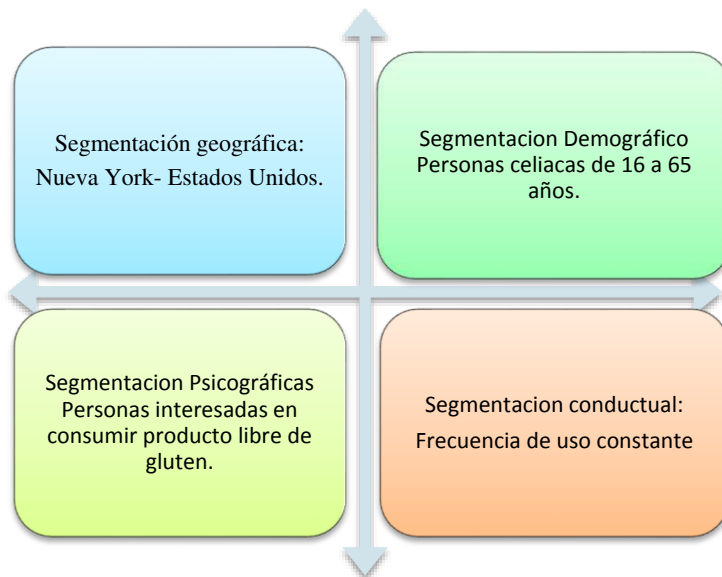 Segmentación geográfica:
Nueva York- Estados Unidos.
Segmentacion Demográfico
Personas celiacas de 16 a 65
años.
Segmentacion Psicográficas
Personas interesadas en
consumir producto libre de
gluten.
Segmentacion conductual:
Frecuencia de uso constante